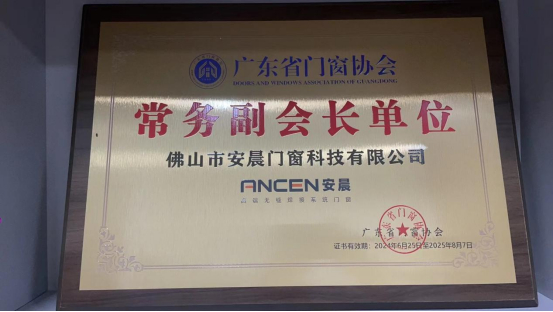 广东省门窗协会
DOORS AND WINDOWS ASSOCIATION OF GUANGDONG
常务副会长单位
佛山市安晨门窗科技有限公司
ANCEN安晨
广东省门窗协会
证书有效期：2024年6月25日至2025年8月7日